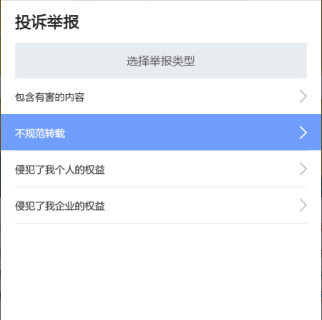 投诉举报
选择举报类型
包含有害的内容
不规范转载
侵犯了我个人的权益
侵犯了我企业的权益